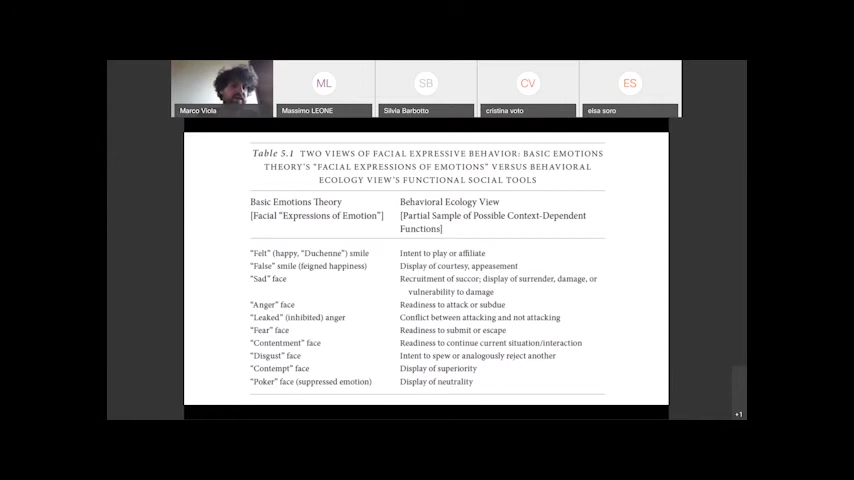 ML
SB
CV
ES
Marco Viola
Massimo LEONE
Silvia Barbotto
cristina voto
elsa soro
Table 5.1 TWO VIEWS OF FACIAL EXPRESSIVE BEHAVIOR: BASIC EMOTIONS
THEORY'S "FACIAL EXPRESSIONS OF EMOTIONS" VERSUS BEHAVIORAL
ECOLOGY VIEW'S FUNCTIONAL SOCIAL TOOLS
Basic Emotions Theory
[Facial "Expressions of Emotion"]
Behavioral Ecology View
[Partial Sample of Possible Context-Dependent
Functions]
"Felt" (happy, "Duchenne") smile Intent to play or affiliate
"False" smile (feigned happiness) Display of courtesy, appeasement
"Sad" face Recruitment of succor; display of surrender, damage, or
vulnerability to damage
"Anger" face Readiness to attack or subdue
"Leaked" (inhibited) anger Conflict between attacking and not attacking
"Fear" face Readiness to submit or escape
"Contentment" face Readiness to continue current situation/interaction
"Disgust" face Intent to spew or analogously reject another
"Contempt" face Display of superiority
"Poker" face (suppressed emotion) Display of neutrality
+1